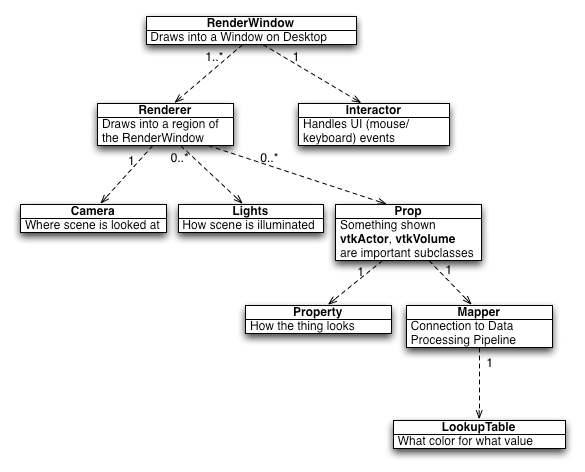 RenderWindow
Draws into a Window on Desktop
1..*
1
Renderer
Draws into a region of
the RenderWindow
Interactor
Handles UI (mouse/
keyboard) events
1
0..*
0..*
Camera
Where scene is looked at
Lights
How scene is illuminated
Prop
Something shown
vtkActor, vtkVolume
are important subclasses
1
1
Property
How the thing looks
Mapper
Connection to Data
Processing Pipeline
1
LookupTable
What color for what value